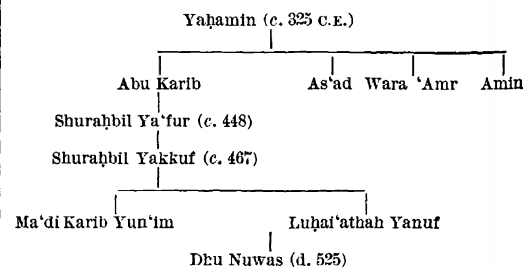 Yaḥamin (c. 325 C.E.)
Abu Karib As‘ad Wara ‘Amr Amin
Shuraḥbil Ya‘fur (c. 448)
Shuraḥbil Yakkuf (c. 467)
Ma‘di Karib Yun‘im Luḥai‘athah Yanuf
Dhu Nuwas (d. 525)